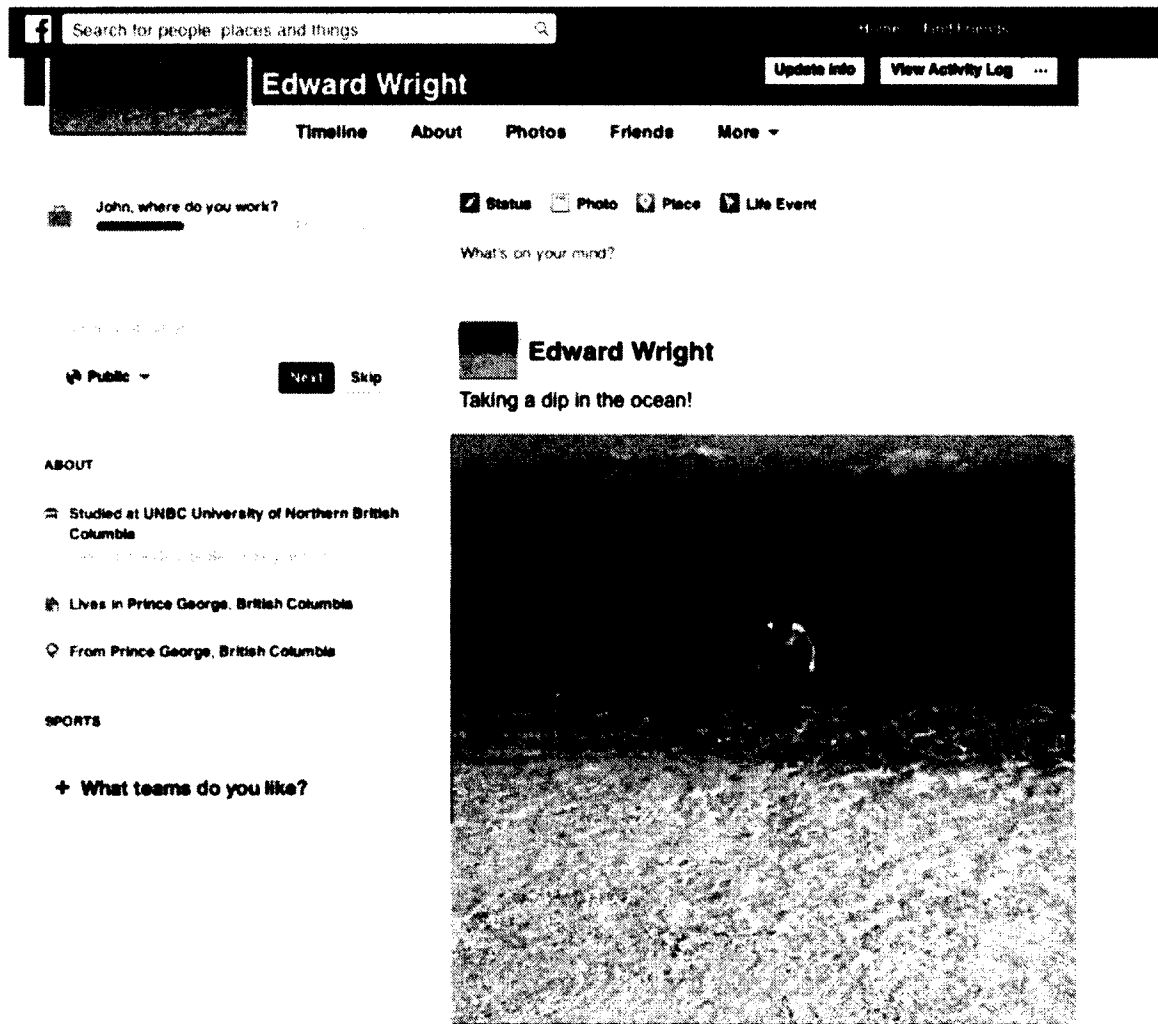 f Search for people places and things
Home Find Friends
Edward Wright
Update Info View Activity Log ...
Timeline About Photos Friends More
John, where do you work?
Status Photo Place Life Event
What's on your mind?
Edward Wright
Public Next Skip
Taking a dip in the ocean!
ABOUT
Studied at UNBC University of Northern British
Columbia
Lives in Prince George, British Columbia
From Prince George, British Columbia
SPORTS
+ What teams do you like?